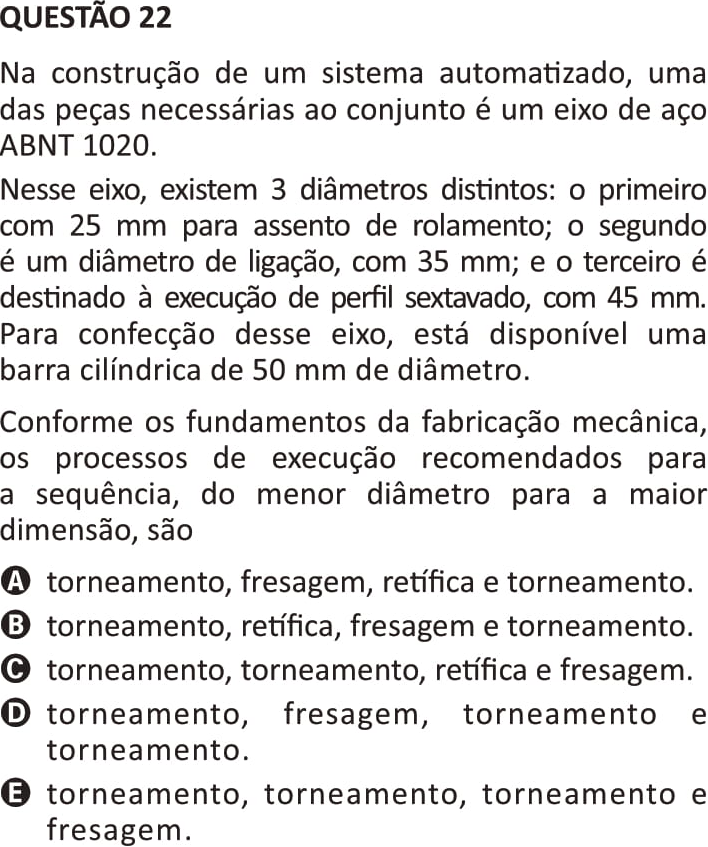 QUESTÃO 22
Na construção de um sistema automatizado, uma
das peças necessárias ao conjunto é um eixo de aço
ABNT 1020.
Nesse eixo, existem 3 diâmetros distintos: o primeiro
com 25 mm para assento de rolamento; o segundo
é um diâmetro de ligação, com 35 mm; e o terceiro é
destinado à execução de perfil sextavado, com 45 mm.
Para confecção desse eixo, está disponível uma
barra cilíndrica de 50 mm de diâmetro.
Conforme os fundamentos da fabricação mecânica,
os processos de execução recomendados para
a sequência, do menor diâmetro para a maior
dimensão, são
A torneamento, fresagem, retífica e torneamento.
B torneamento, retífica, fresagem e torneamento.
C torneamento, torneamento, retífica e fresagem.
D torneamento, fresagem, torneamento e
torneamento.
E torneamento, torneamento, torneamento e
fresagem.